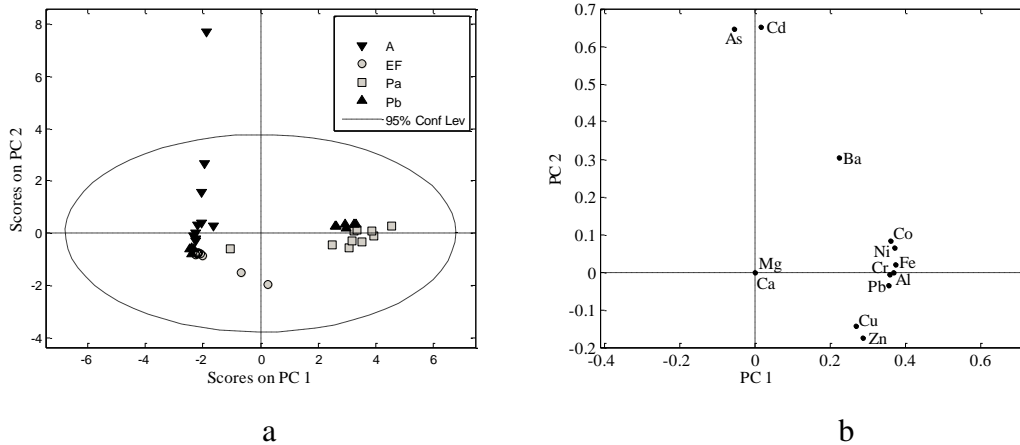 8
6
4
2
0
-2
-4
-6
-4
-2
0
2
4
6
Scores on PC 2
Scores on PC 1
A
EF
Pa
Pb
95% Conf Lev
a
0.7
0.6
0.5
0.4
0.3
0.2
0.1
0
-0.1
-0.2
-0.4
-0.2
0
0.2
0.4
0.6
PC 2
PC 1
As
Cd
Ba
Co
Ni
Fe
Cr
Al
Pb
Mg
Ca
Cu
Zn
b